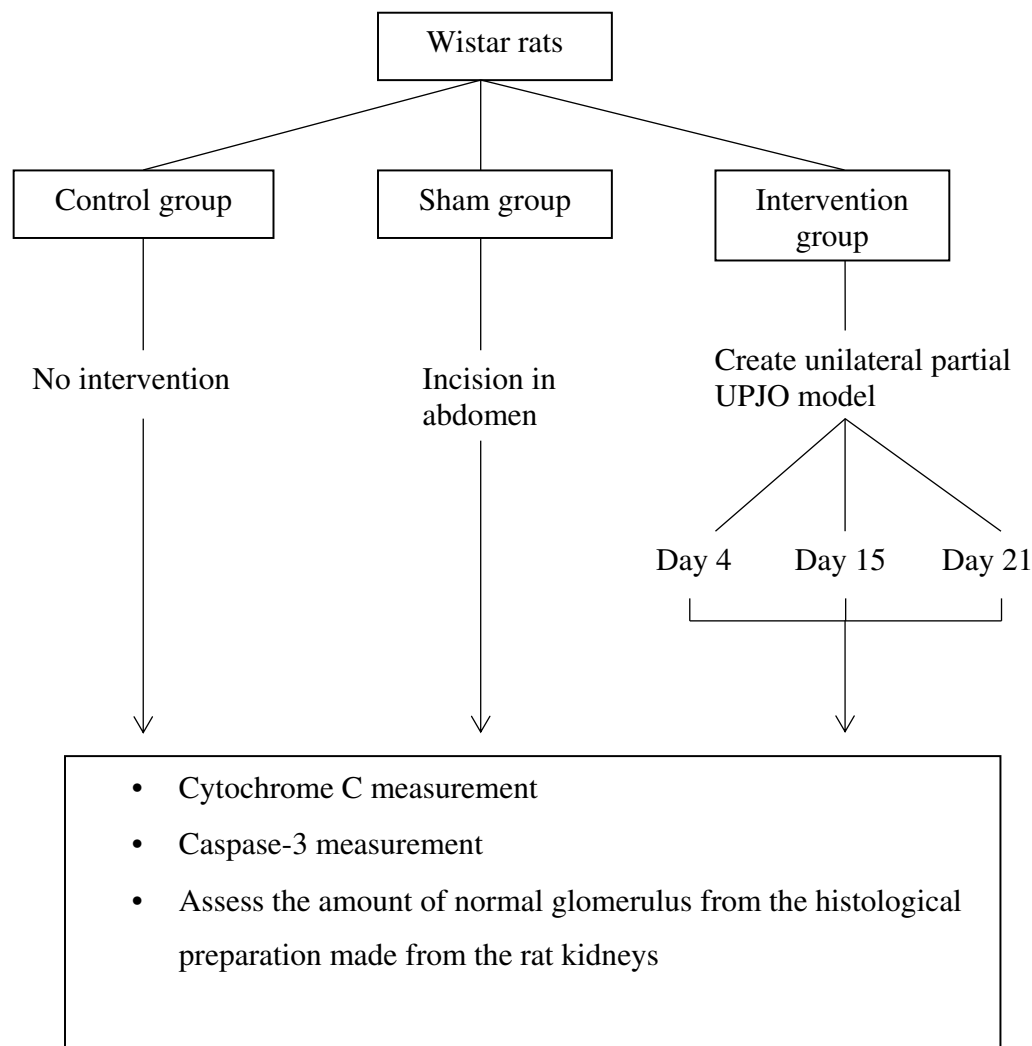 Wistar rats
Control group
Sham group
Intervention
group
No intervention
Incision in
abdomen
Create unilateral partial
UPJO model
Day 4
Day 15
Day 21
• Cytochrome C measurement
• Caspase-3 measurement
• Assess the amount of normal glomerulus from the histological
preparation made from the rat kidneys